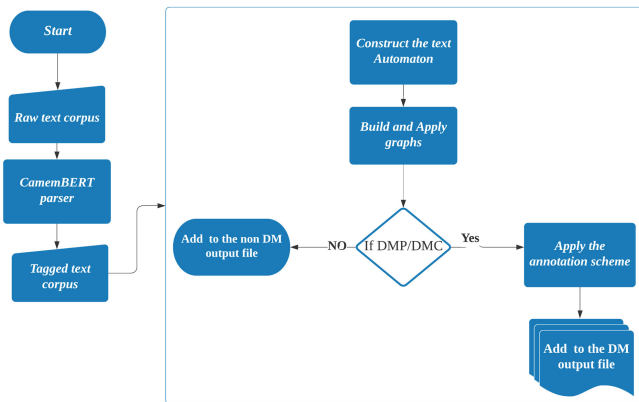 Start
Raw text corpus
CamemBERT
parser
Tagged text
corpus
Construct the text
Automaton
Build and Apply
graphs
If DMP/DMC
NO
Yes
Add to the non DM
output file
Apply the
annotation scheme
Add to the DM
output file